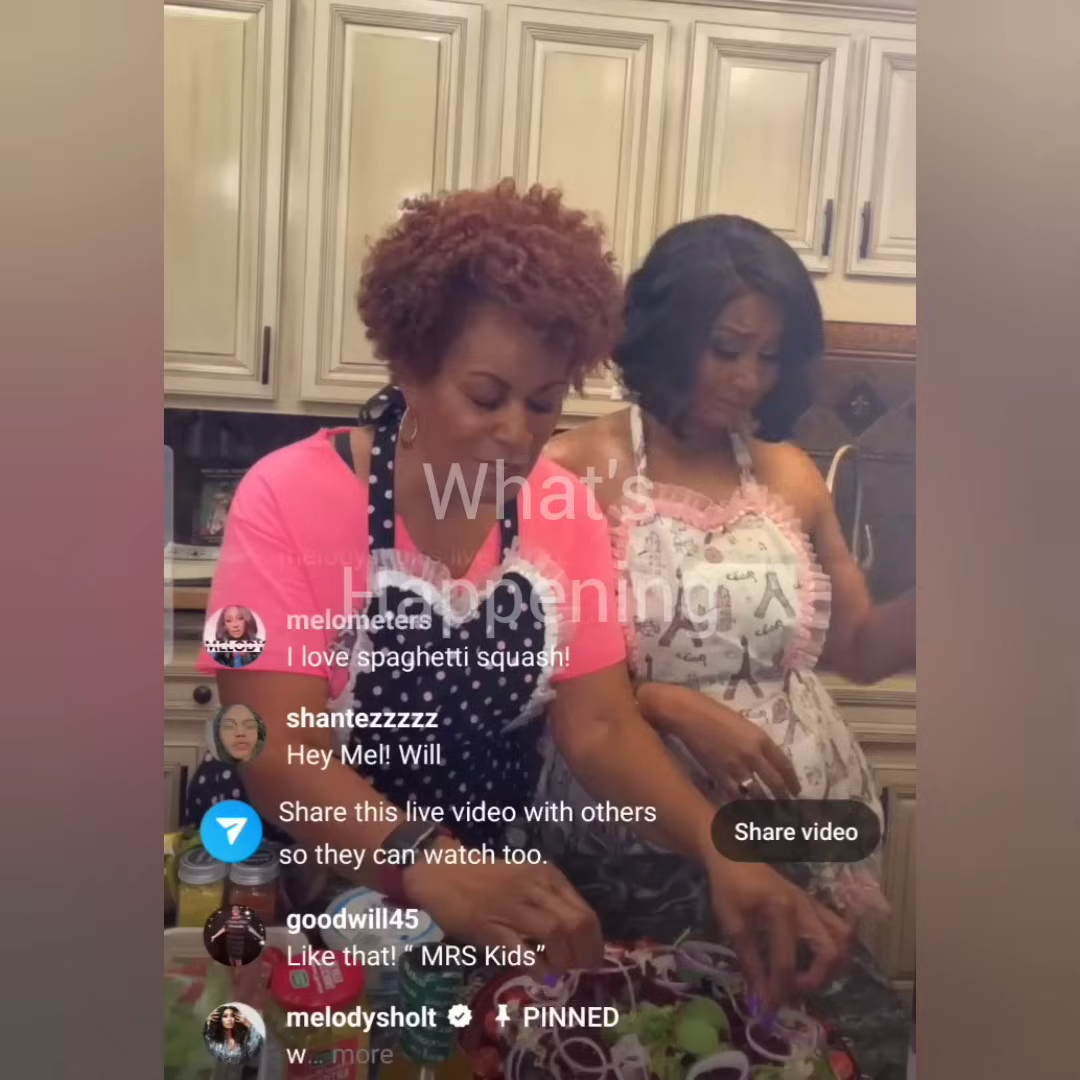 What's
Happening
melometers
I love spaghetti squash!
shantezzzzz
Hey Mel! Will
Share this live video with others
so they can watch too.
Share video
goodwill45
Like that! “ MRS Kids”
melodysholt PINNED
w... more
MELODY